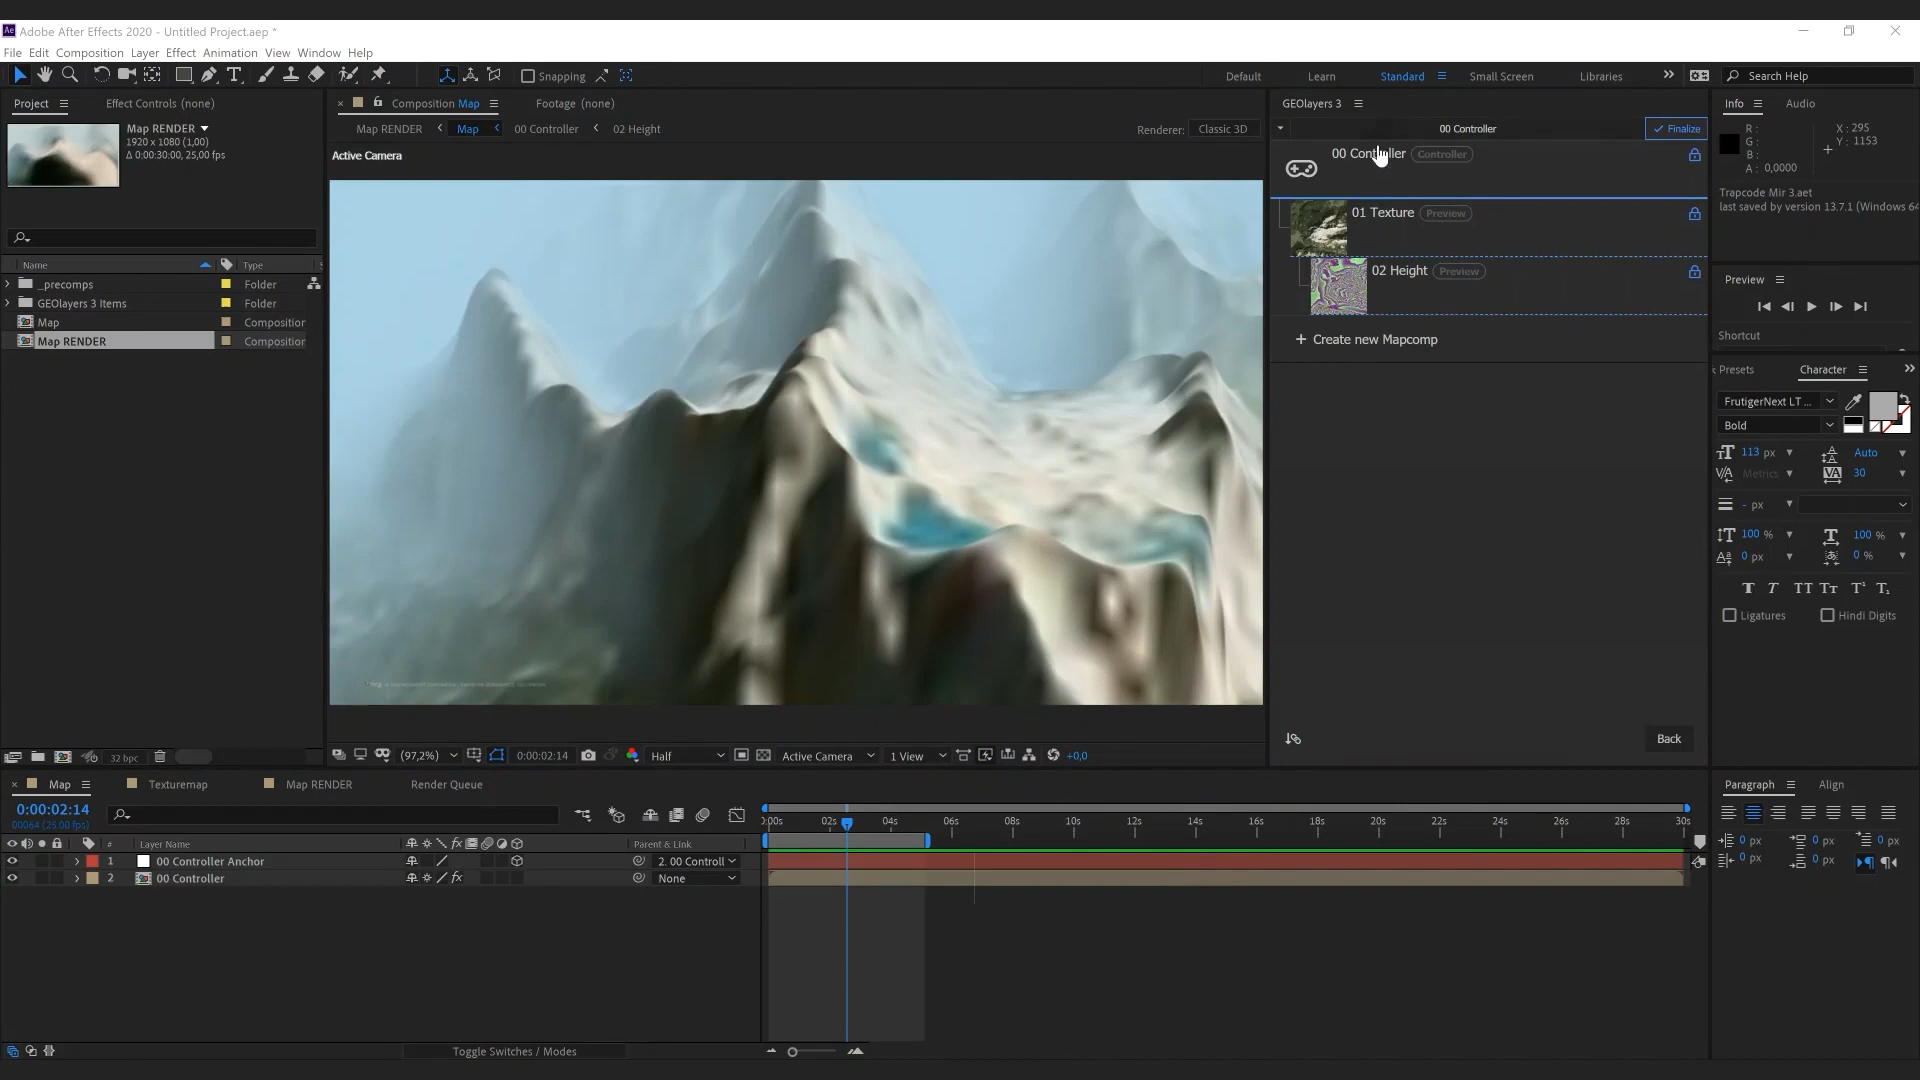 Adobe After Effects 2020 - Untitled Project.aep *
File Edit Composition Layer Effect Animation View Window Help
Snapping
Default Learn Standard Small Screen Libraries
Search Help
Project Effect Controls (none)
Map RENDER
1920 x 1080 (1,00)
Δ 0:00:30:00, 25,00 fps
Name Type
_precomps Folder
GEOlayers 3 Items Folder
Map Composition
Map RENDER Composition
32 bpc
Composition Map Footage (none)
Map RENDER Map 00 Controller 02 Height
Renderer: Classic 3D
Active Camera
(97,2%) 0:00:02:14 Half Active Camera 1 View +0,0
GEOlayers 3
00 Controller Finalize
00 Controller Controller
01 Texture Preview
02 Height Preview
+ Create new Mapcomp
Back
Info Audio
R :
G :
B :
A : 0,0000
X : 295
Y : 1153
Trapcode Mir 3.aet
last saved by version 13.7.1 (Windows 64
Preview
Shortcut
Presets Character
FrutigerNext LT ...
Bold
113 px Auto
Metrics 30
- px
100 % 100 %
0 px 0 %
Ligatures Hindi Digits
Paragraph Align
0 px 0 px 0 px
0 px 0 px
Map Texturemap Map RENDER Render Queue
0:00:02:14
00064 (25.00 fps)
# Layer Name Parent & Link
1 00 Controller Anchor 2. 00 Controll
2 00 Controller None
):00s 02s 04s 06s 08s 10s 12s 14s 16s 18s 20s 22s 24s 26s 28s 30s
Toggle Switches / Modes